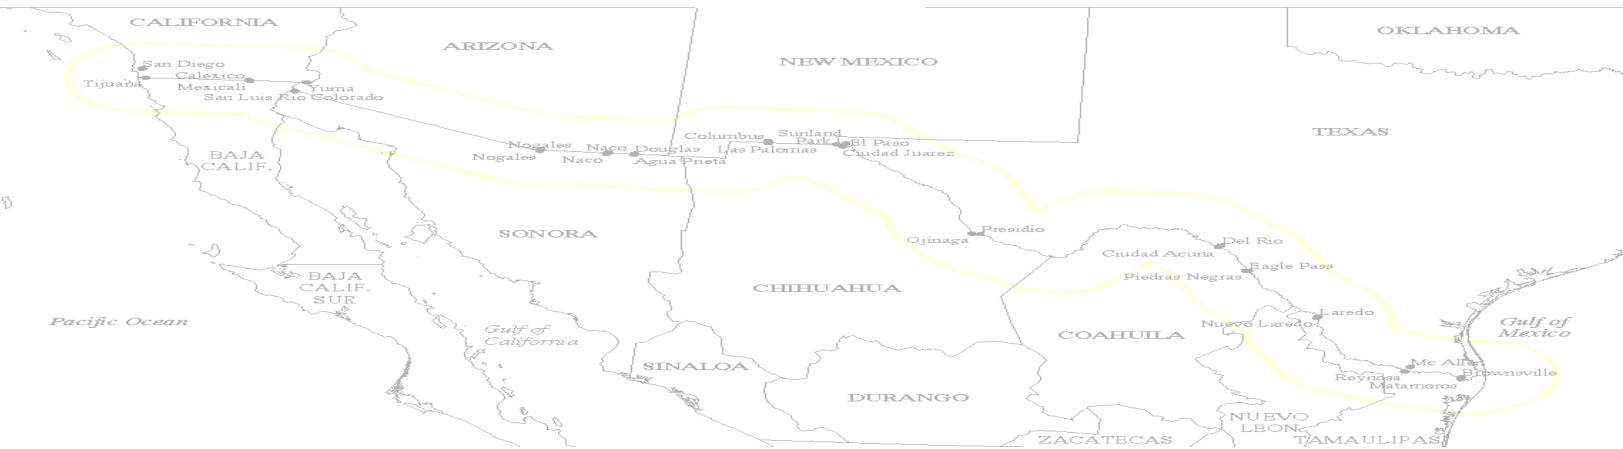 CALIFORNIA
ARIZONA
NEW MEXICO
OKLAHOMA
TEXAS
San Diego
Tijuana
Calexico
Mexicali
Yuma
San Luis Rio Colorado
Nogales
Nogales
Naco
Naco
Douglas
Agua Prieta
Columbus
Las Palomas
Sunland
Park
El Paso
Ciudad Juarez
BAJA
CALIF.
SONORA
Ojinaga
Presidio
Ciudad Acuna
Del Rio
Piedras Negras
Eagle Pass
BAJA
CALIF.
SUR
CHIHUAHUA
Pacific Ocean
Gulf of
California
COAHUILA
Nuevo Laredo
Laredo
Gulf of
Mexico
SINALOA
DURANGO
Mc Allen
Reynosa
Brownsville
Matamoros
NUEVO
LEON
ZACATECAS
TAMAULIPAS